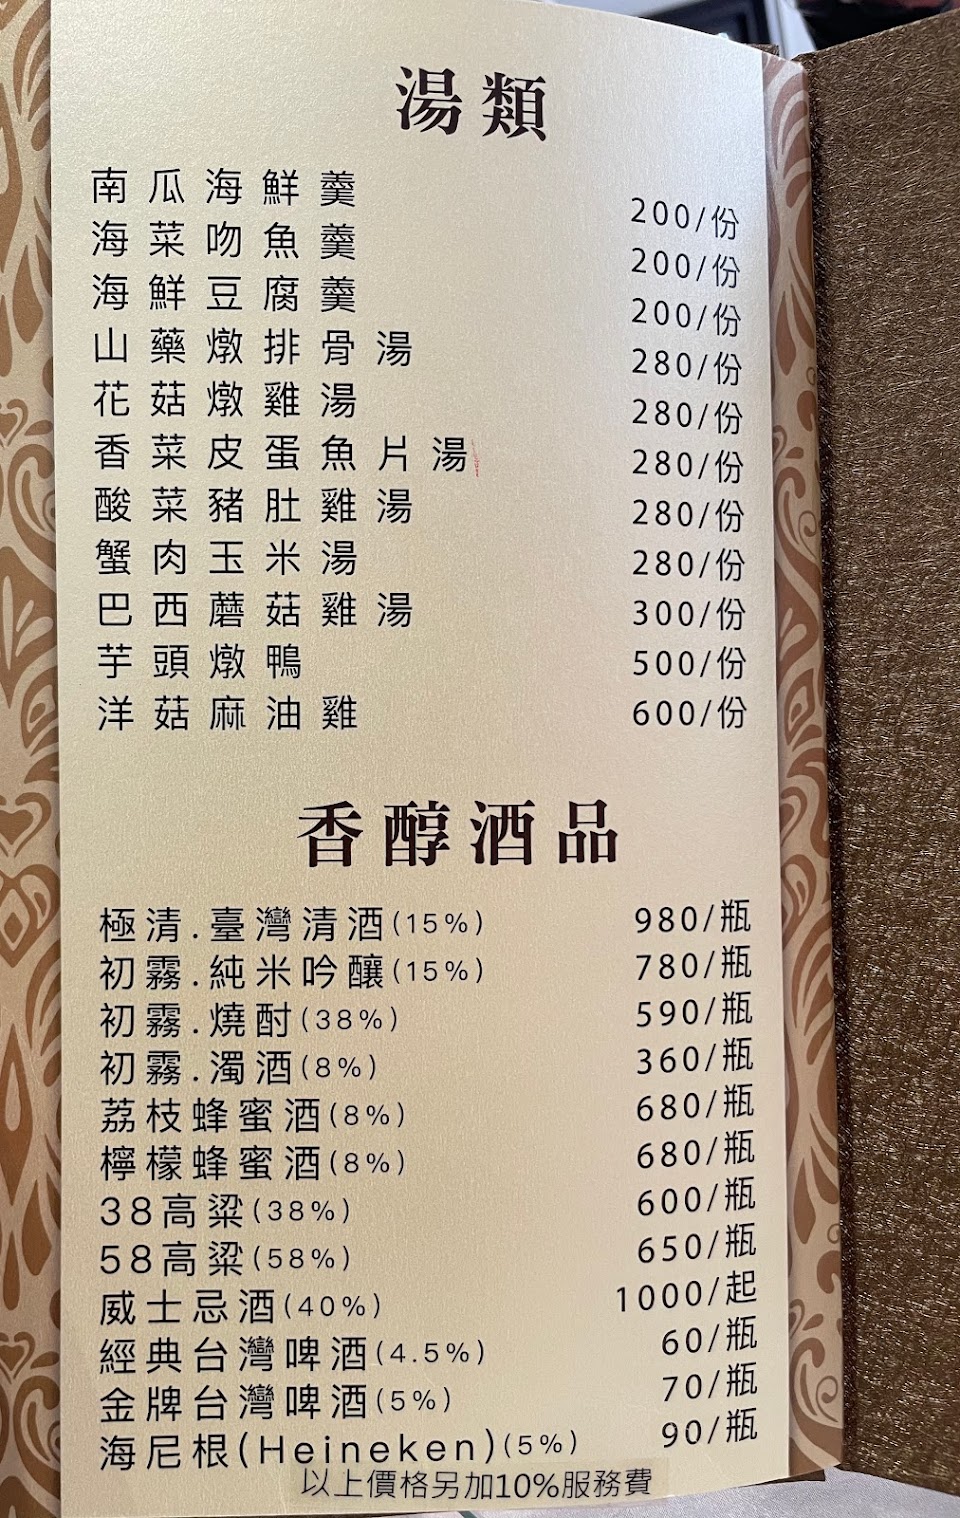 湯類
南瓜海鮮羹 200/份
海菜吻魚羹 200/份
海鮮豆腐羹 200/份
山藥燉排骨湯 280/份
花菇燉雞湯 280/份
香菜皮蛋魚片湯 280/份
酸菜豬肚雞湯 280/份
蟹肉玉米湯 280/份
巴西蘑菇雞湯 300/份
芋頭燉鴨 500/份
洋菇麻油雞 600/份
香醇酒品
極清.臺灣清酒(15%) 980/瓶
初霧.純米吟釀(15%) 780/瓶
初霧.燒酎(38%) 590/瓶
初霧.濁酒(8%) 360/瓶
荔枝蜂蜜酒(8%) 680/瓶
檸檬蜂蜜酒(8%) 680/瓶
38高粱(38%) 600/瓶
58高粱(58%) 650/瓶
威士忌酒(40%) 1000/起
經典台灣啤酒(4.5%) 60/瓶
金牌台灣啤酒(5%) 70/瓶
海尼根(Heineken)(5%) 90/瓶
以上價格另加10%服務費